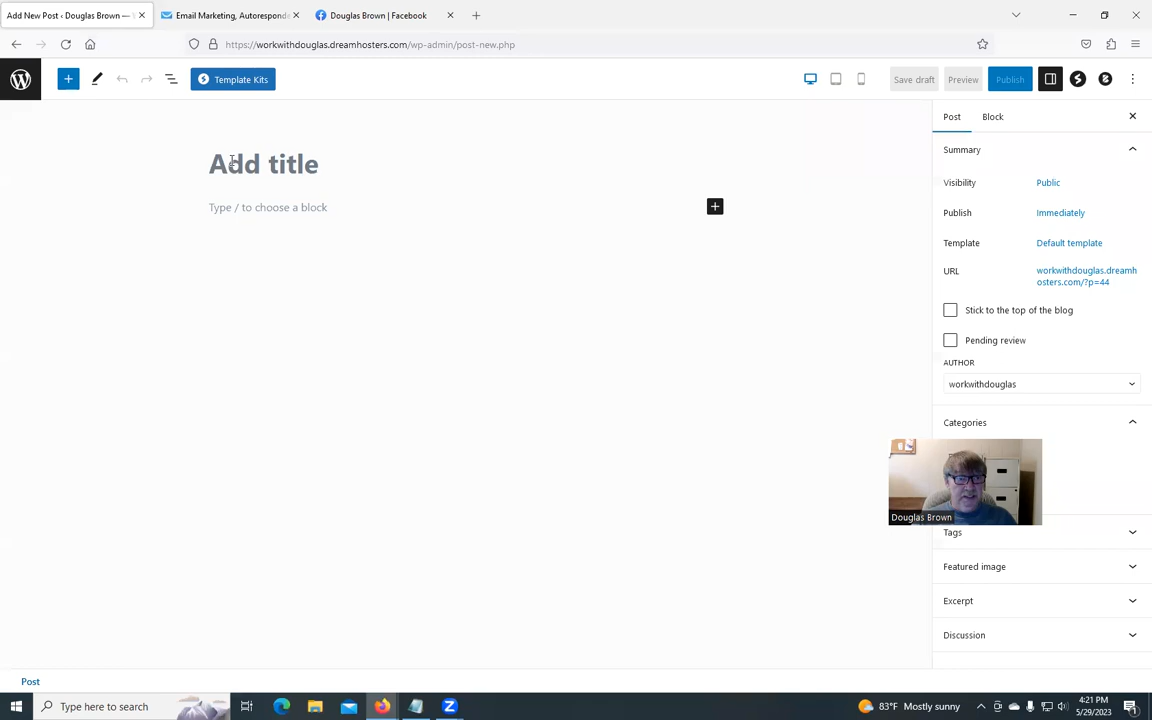 Add New Post ‹ Douglas Brown —
Email Marketing, Autoresponde
Douglas Brown | Facebook
https://workwithdouglas.dreamhosters.com/wp-admin/post-new.php
Template Kits
Save draft
Preview
Publish
Add title
Type / to choose a block
Post
Block
Summary
Visibility
Public
Publish
Immediately
Template
Default template
URL
workwithdouglas.dreamh
osters.com/?p=44
Stick to the top of the blog
Pending review
AUTHOR
workwithdouglas
Categories
Douglas Brown
Tags
Featured image
Excerpt
Discussion
Post
Type here to search
83°F Mostly sunny
4:21 PM
5/29/2023